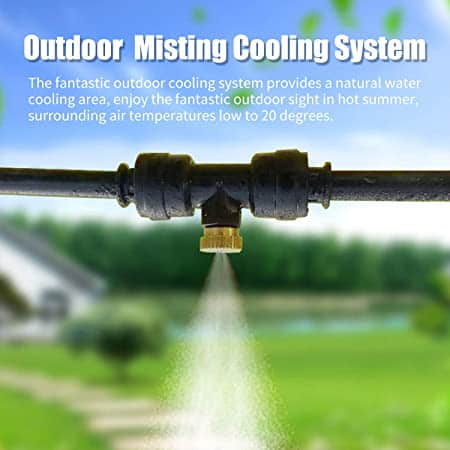 Outdoor Misting Cooling System
The fantastic outdoor cooling system provides a natural water
cooling area, enjoy the fantastic outdoor sight in hot summer,
surrounding air temperatures low to 20 degrees.